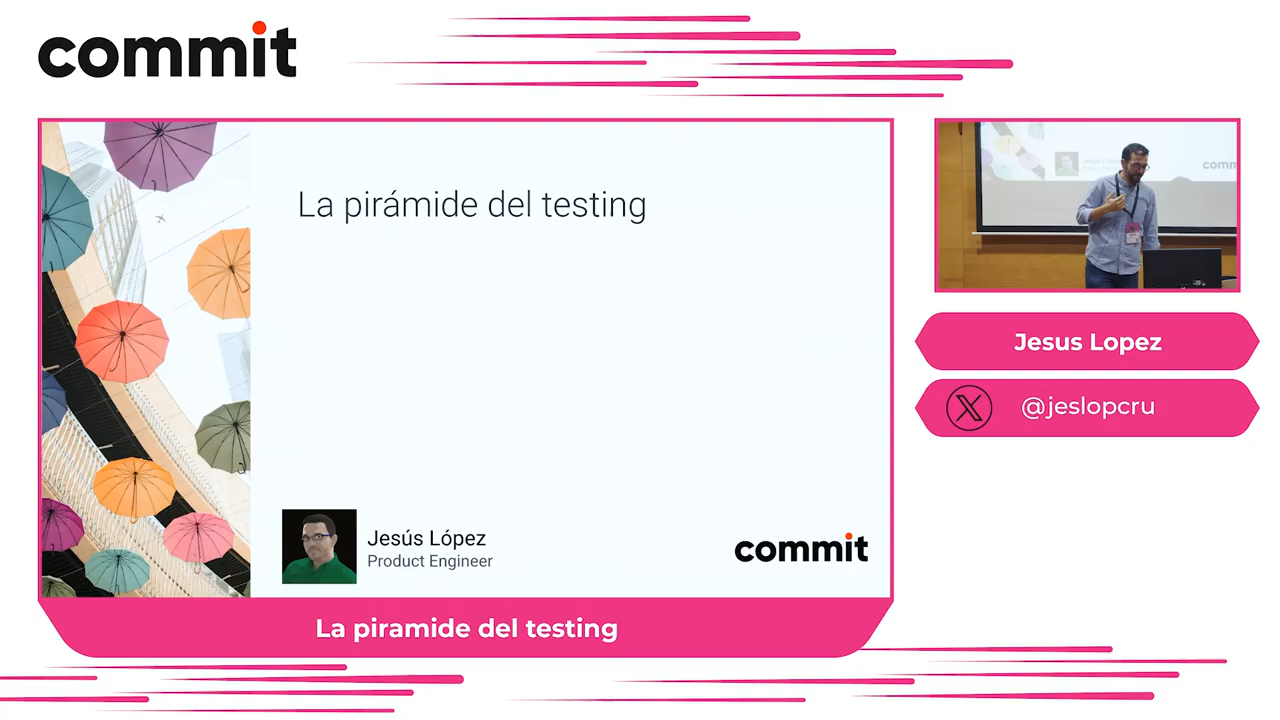 commit
La pirámide del testing
Jesús López
Product Engineer
commit
La piramide del testing
Jesus Lopez
@jeslopcru